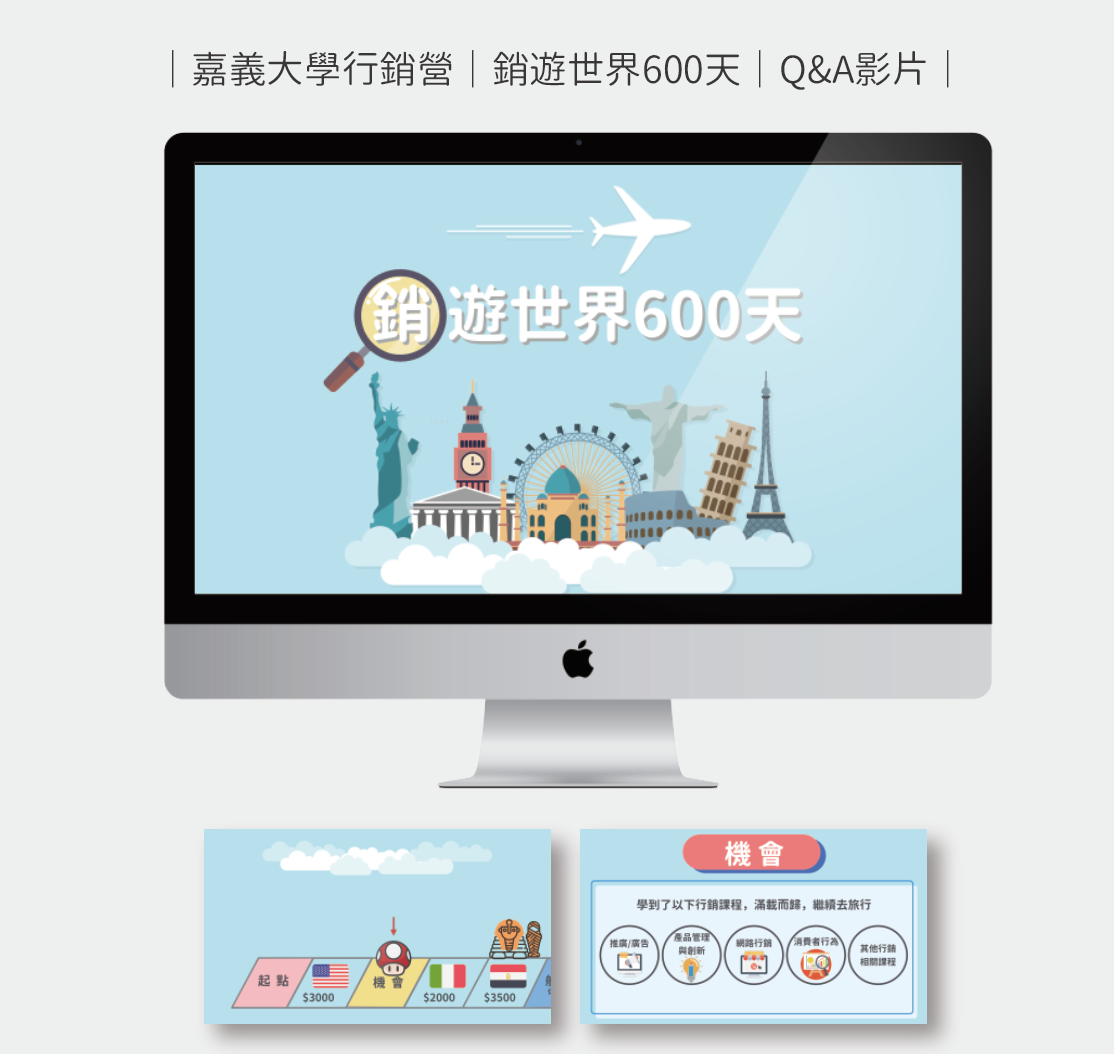 ｜嘉義大學行銷營｜銷遊世界600天｜Q&A影片｜
銷遊世界600天
起點
$3000
機會
$2000
$3500
機會
學到了以下行銷課程，滿載而歸，繼續去旅行
推廣/廣告
產品管理
與創新
網路行銷
消費者行為
其他行銷
相關課程